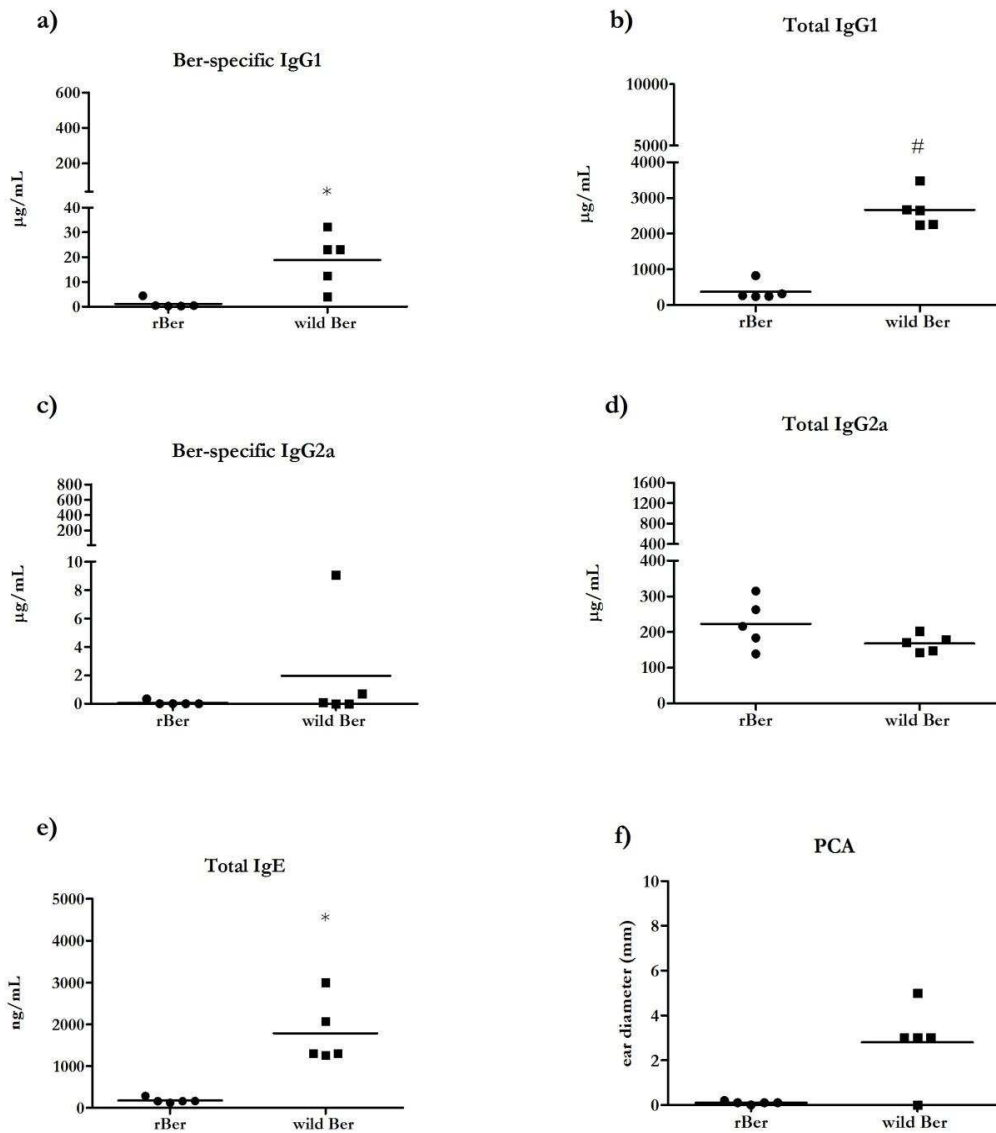 a)
Ber-specific IgG1
600
400
200
40
30
20
10
0
µg/mL
*
rBer
wild Ber
b)
Total IgG1
10000
5000
4000
3000
2000
1000
0
µg/mL
#
rBer
wild Ber
c)
Ber-specific IgG2a
800
600
400
200
10
8
6
4
2
0
µg/mL
rBer
wild Ber
d)
Total IgG2a
1600
1200
800
400
400
300
200
100
0
µg/mL
rBer
wild Ber
e)
Total IgE
5000
4000
3000
2000
1000
0
ng/mL
*
rBer
wild Ber
f)
PCA
10
8
6
4
2
0
ear diameter (mm)
rBer
wild Ber